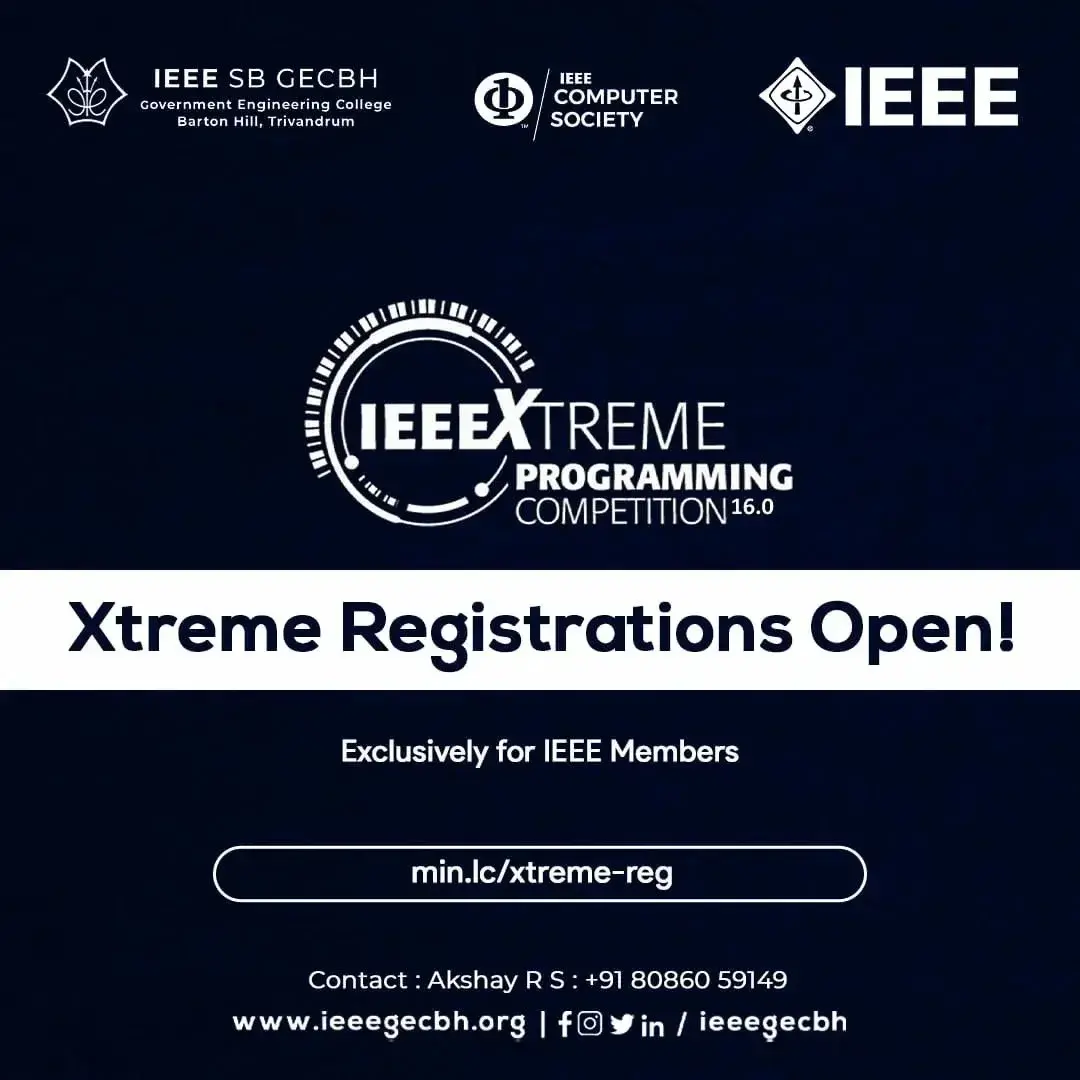 IEEE SB GECBH
Government Engineering College
Barton Hill, Trivandrum
IEEE
COMPUTER
SOCIETY
TM
IEEE
®
IEEEXTREME
PROGRAMMING
COMPETITION 16.0
Xtreme Registrations Open!
Exclusively for IEEE Members
min.lc/xtreme-reg
Contact : Akshay R S : +91 80860 59149
www.ieeegecbh.org | / ieeegecbh